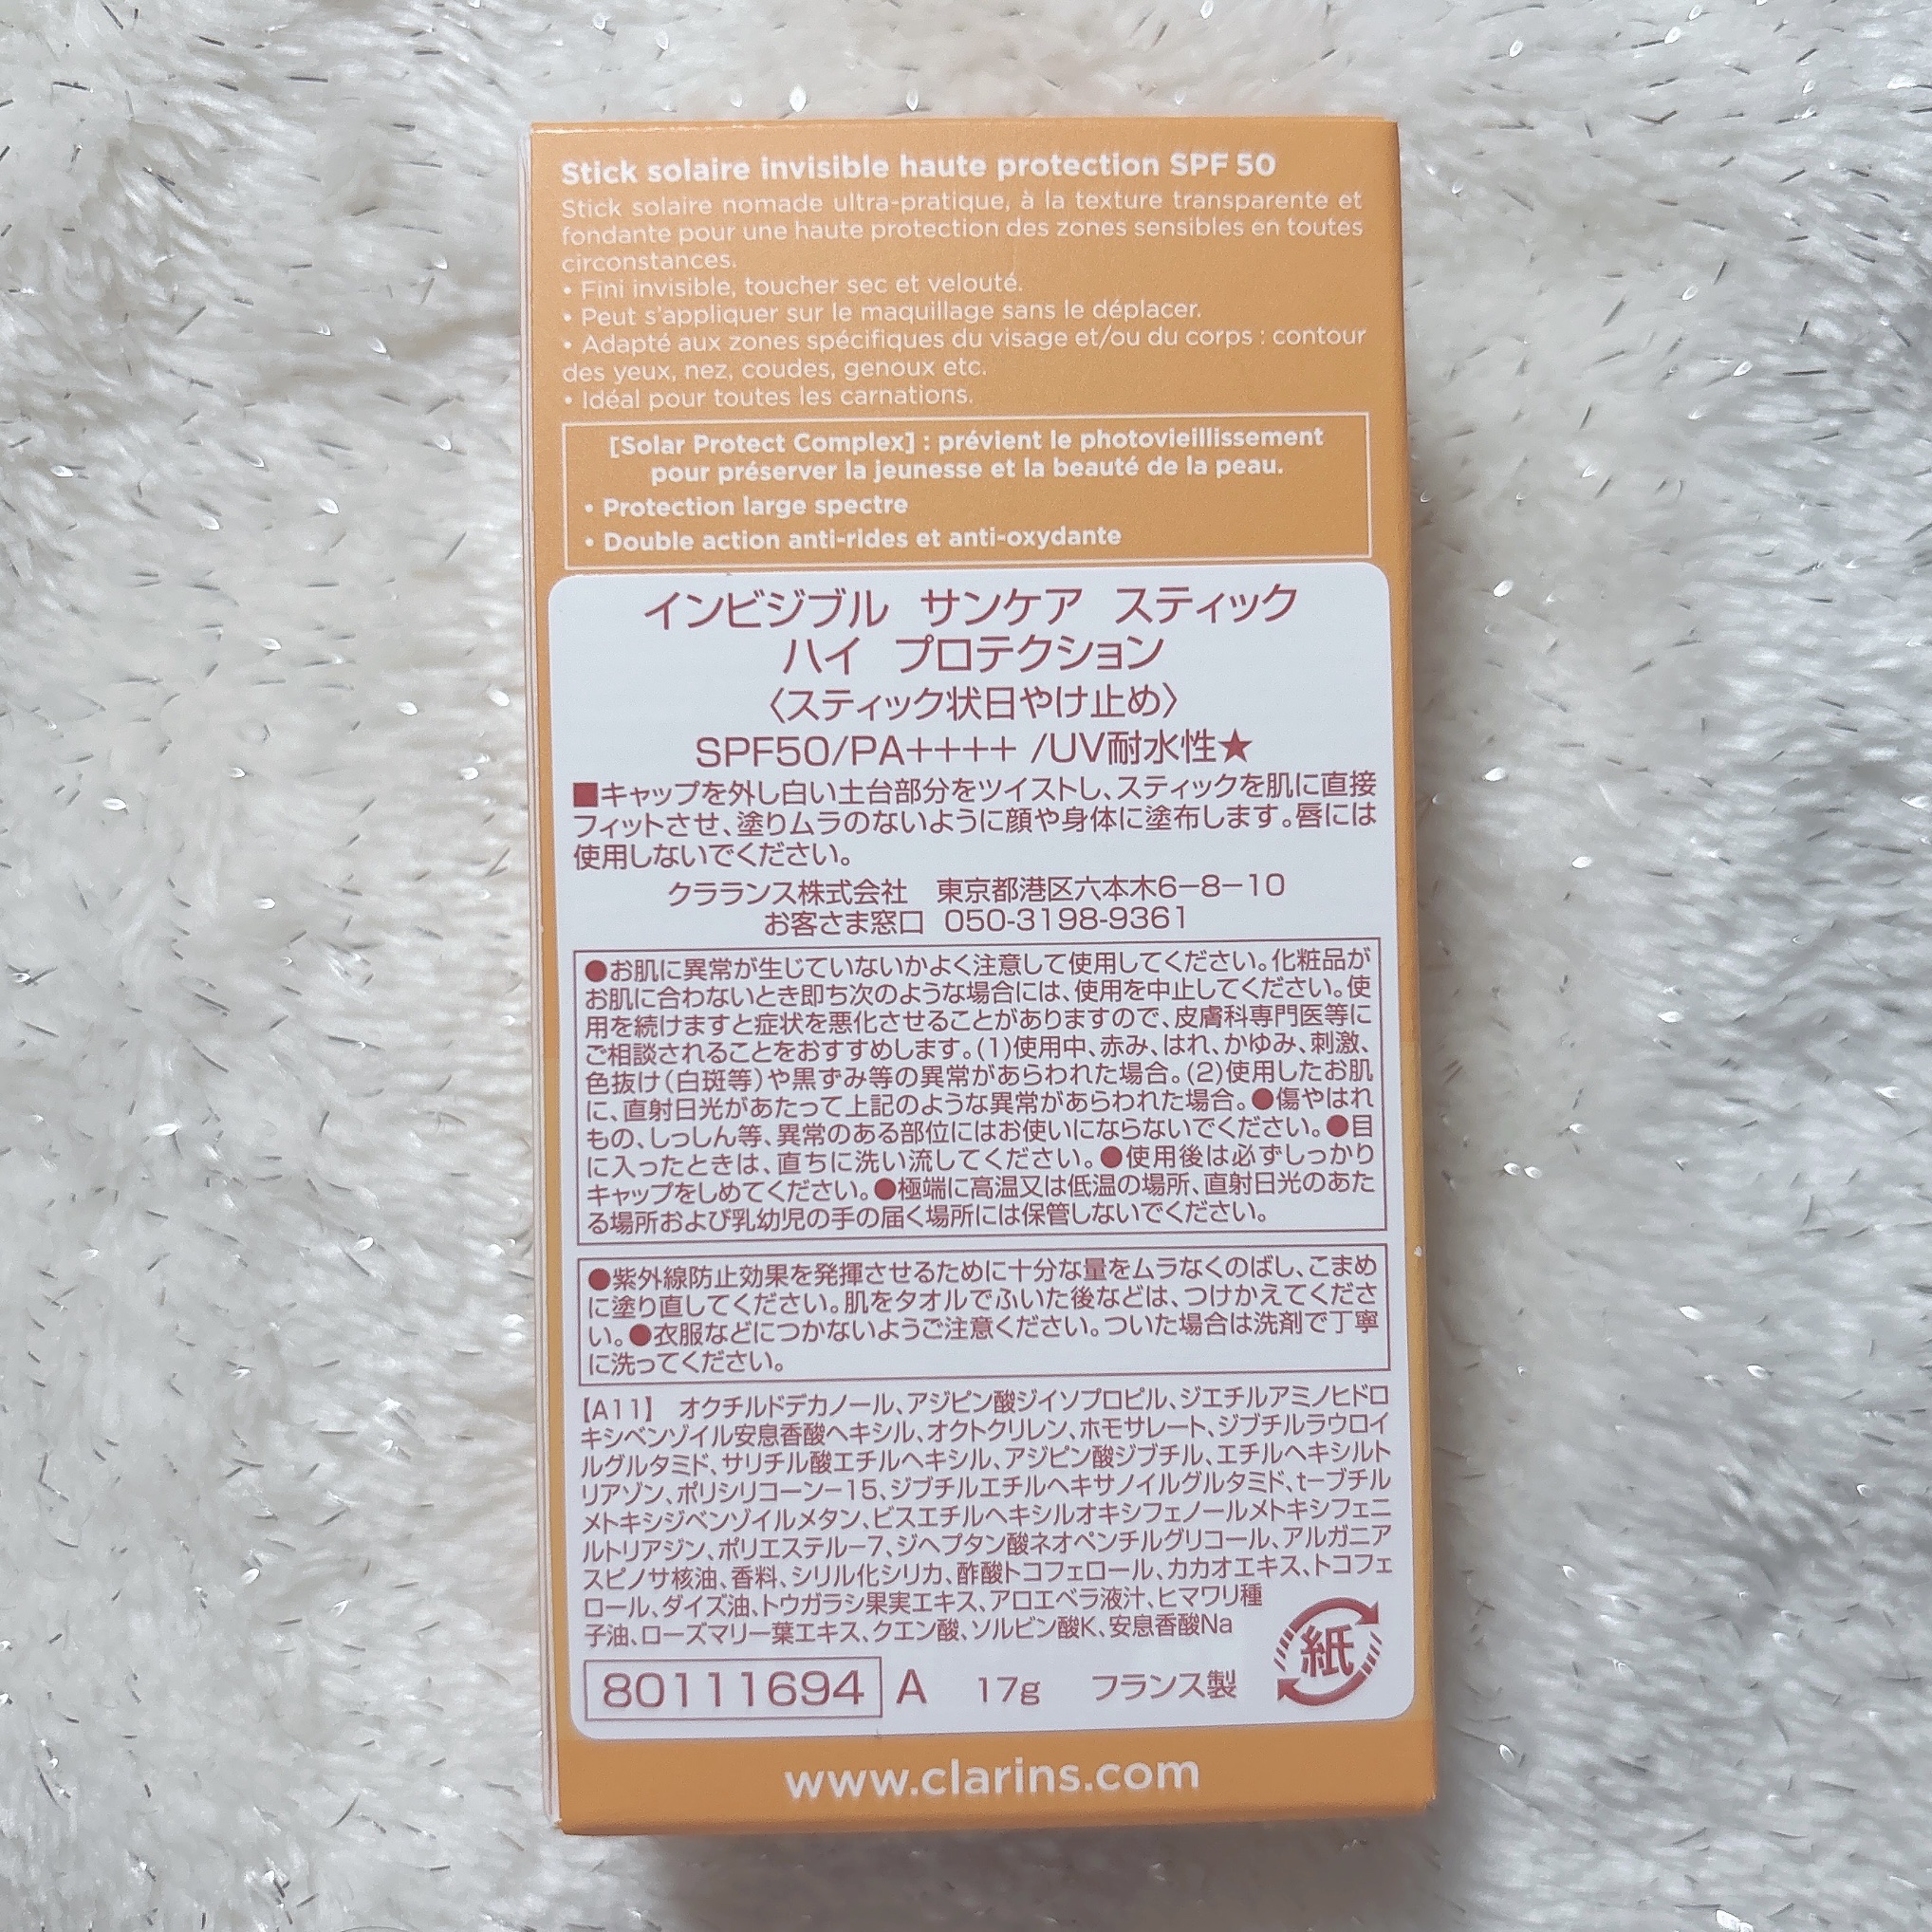 Stick solaire invisible haute protection SPF 50
Stick solaire nomade ultra-pratique, à la texture transparente et
fondante pour une haute protection des zones sensibles en toutes
circonstances.
• Fini invisible, toucher sec et velouté.
• Peut s'appliquer sur le maquillage sans le déplacer.
• Adapté aux zones spécifiques du visage et/ou du corps : contour
des yeux, nez, coudes, genoux etc.
• Idéal pour toutes les carnations.
[Solar Protect Complex] : prévient le photovieillissement
pour préserver la jeunesse et la beauté de la peau.
• Protection large spectre
• Double action anti-rides et anti-oxydante
インビジブル サンケア スティック
ハイ プロテクション
〈スティック状日やけ止め〉
SPF50/PA++++ /UV耐水性★
■キャップを外し白い土台部分をツイストし、スティックを肌に直接
フィットさせ、塗りムラのないように顔や身体に塗布します。唇には
使用しないでください。
クラランス株式会社 東京都港区六本木6-8-10
お客さま窓口 050-3198-9361
●お肌に異常が生じていないかよく注意して使用してください。化粧品が
お肌に合わないとき即ち次のような場合には、使用を中止してください。使
用を続けますと症状を悪化させることがありますので、皮膚科専門医等に
ご相談されることをおすすめします。(1)使用中、赤み、はれ、かゆみ、刺激、
色抜け(白斑等)や黒ずみ等の異常があらわれた場合。(2)使用したお肌
に、直射日光があたって上記のような異常があらわれた場合。●傷やはれ
もの、しっしん等、異常のある部位にはお使いにならないでください。●目
に入ったときは、直ちに洗い流してください。●使用後は必ずしっかり
キャップをしめてください。●極端に高温又は低温の場所、直射日光のあた
る場所および乳幼児の手の届く場所には保管しないでください。
●紫外線防止効果を発揮させるために十分な量をムラなくのばし、こまめ
に塗り直してください。肌をタオルでふいた後などは、つけかえてくださ
い。●衣服などにつかないようご注意ください。ついた場合は洗剤で丁寧
に洗ってください。
【A11】 オクチルドデカノール、アジピン酸ジイソプロピル、ジエチルアミノヒドロ
キシベンゾイル安息香酸ヘキシル、オクトクリレン、ホモサレート、ジブチルラウロイ
ルグルタミド、サリチル酸エチルヘキシル、アジピン酸ジブチル、エチルヘキシルト
リアゾン、ポリシリコーン-15、ジブチルエチルヘキサノイルグルタミド、t-ブチル
メトキシジベンゾイルメタン、ビスエチルヘキシルオキシフェノールメトキシフェニ
ルトリアジン、ポリエステル-7、ジヘプタン酸ネオペンチルグリコール、アルガニア
スピノサ核油、香料、シリル化シリカ、酢酸トコフェロール、カカオエキス、トコフェ
ロール、ダイズ油、トウガラシ果実エキス、アロエベラ液汁、ヒマワリ種
子油、ローズマリー葉エキス、クエン酸、ソルビン酸K、安息香酸Na
紙
80111694 A 17g フランス製
www.clarins.com